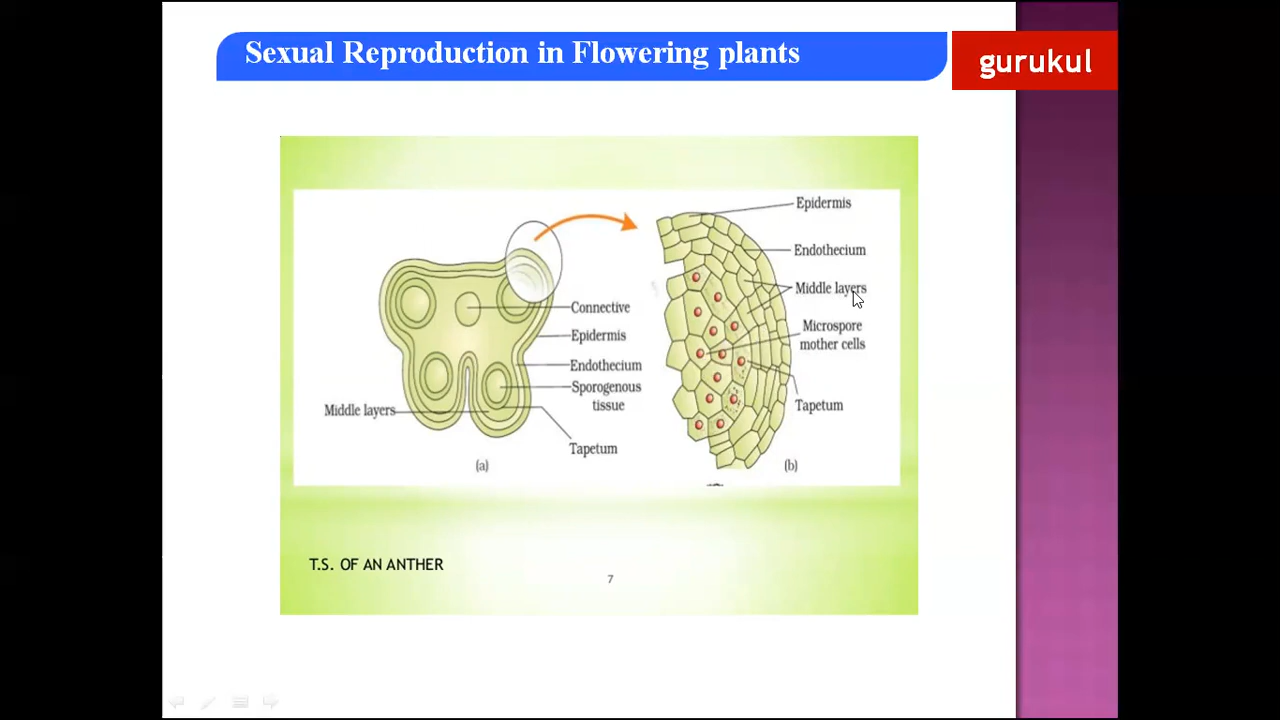 Sexual Reproduction in Flowering plants
gurukul
Connective
Epidermis
Endothecium
Sporogenous
tissue
Middle layers
Tapetum
(a)
Epidermis
Endothecium
Middle layers
Microspore
mother cells
Tapetum
(b)
T.S. OF AN ANTHER
7